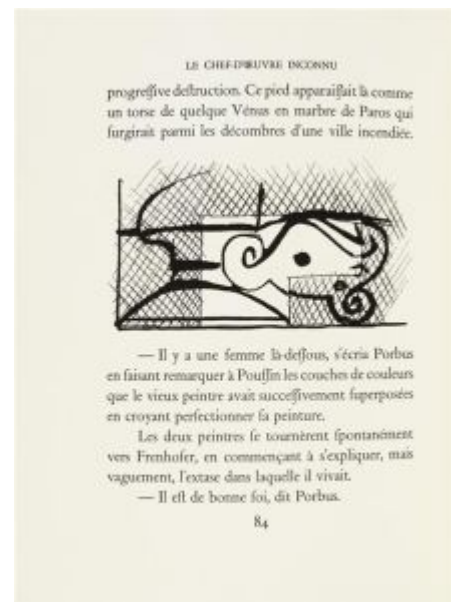 LE CHEF-D'ŒUVRE INCONNU
progreſſive deſtruction. Ce pied apparaiſſait là comme
un torse de quelque Vénus en marbre de Paros qui
ſurgirait parmi les décombres d'une ville incendiée.
— Il y a une femme là-deſſous, s'écria Porbus
en faisant remarquer à Pouſſin les couches de couleurs
que le vieux peintre avait succeſſivement ſuperposées
en croyant perfectionner ſa peinture.
Les deux peintres ſe tournèrent ſpontanément
vers Frenhofer, en commençant à s'expliquer, mais
vaguement, l'extase dans laquelle il vivait.
— Il eſt de bonne foi, dit Porbus.
84